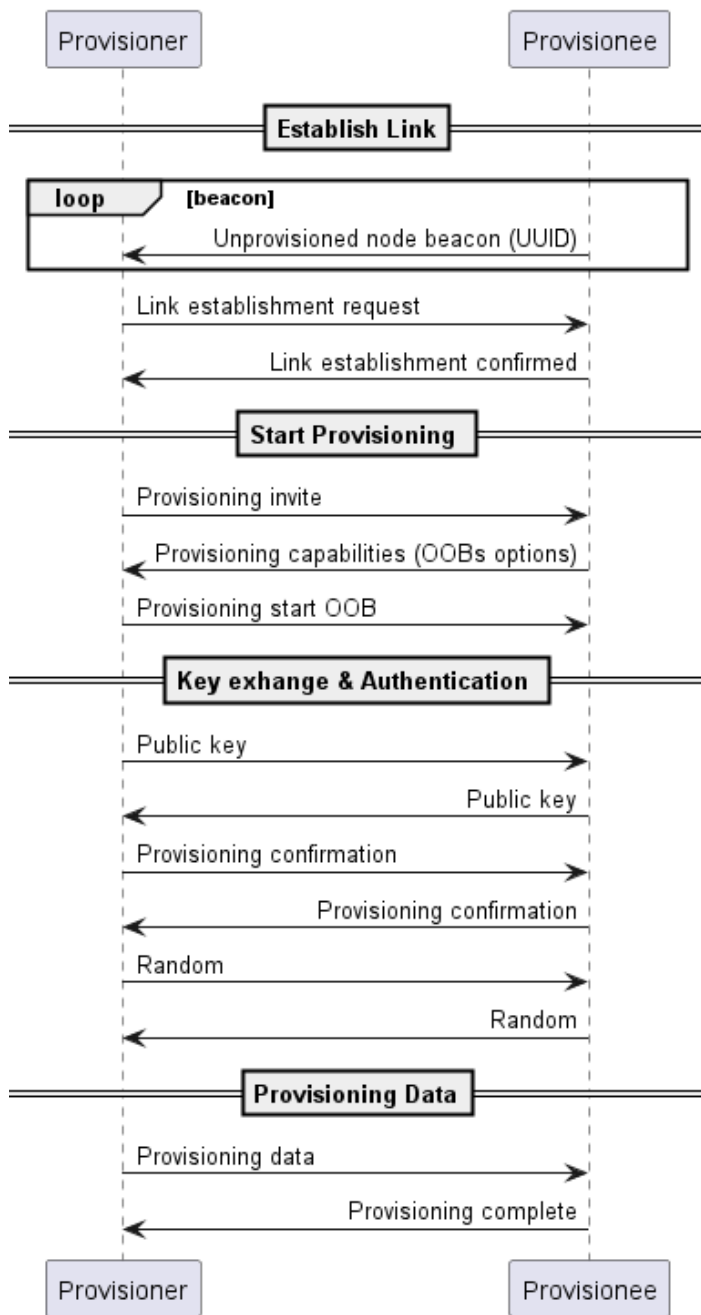 Provisioner Provisionee
Establish Link
loop [beacon]
Unprovisioned node beacon (UUID)
Link establishment request
Link establishment confirmed
Start Provisioning
Provisioning invite
Provisioning capabilities (OOBs options)
Provisioning start OOB
Key exhange & Authentication
Public key
Public key
Provisioning confirmation
Provisioning confirmation
Random
Random
Provisioning Data
Provisioning data
Provisioning complete
Provisioner Provisionee